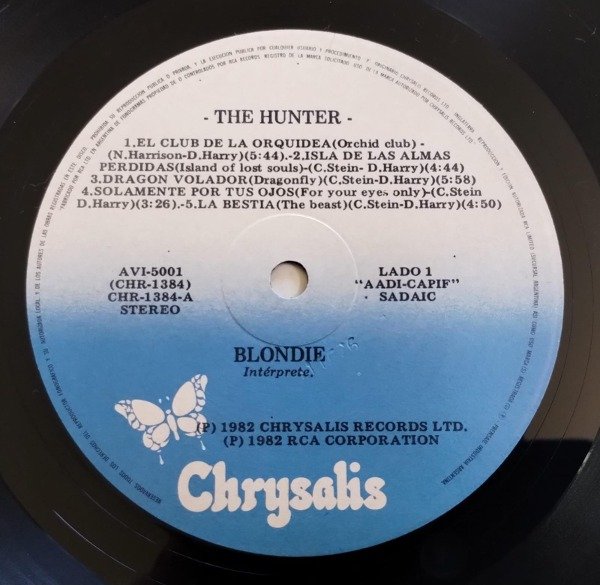 - THE HUNTER -
1.EL CLUB DE LA ORQUIDEA(Orchid club) -
(N.Harrison-D.Harry)(5:44).-2.ISLA DE LAS ALMAS
PERDIDAS(Island of lost souls)-(C.Stein- D.Harry)(4:44)
3.DRAGON VOLADOR(Dragonfly)(C.Stein-D.Harry)(5:58)
4.SOLAMENTE POR TUS OJOS(For your eyes only)(C.Stein
D.Harry)(3:26).-5.LA BESTIA(The beast)(C.Stein-D.Harry)(4:50)
AVI-5001
(CHR-1384)
CHR-1384-A
STEREO
LADO 1
"AADI-CAPIF"
SADAIC
BLONDIE
Intérprete.
(P) 1982 CHRYSALIS RECORDS LTD.
(P) 1982 RCA CORPORATION
Chrysalis